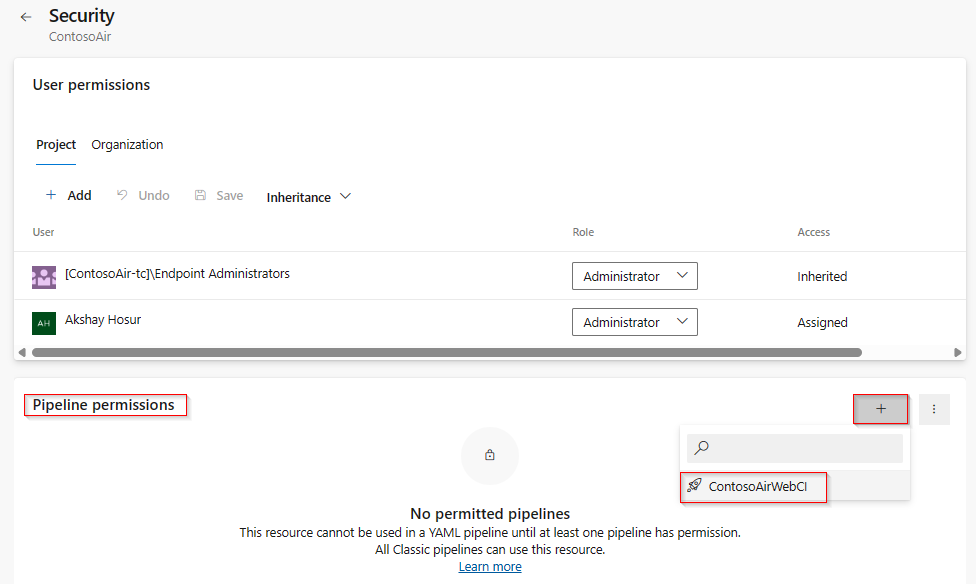 Security
ContosoAir
User permissions
Project Organization
Add Undo Save Inheritance
User Role Access
[ContosoAir-tc]\Endpoint Administrators Administrator Inherited
AH Akshay Hosur Administrator Assigned
Pipeline permissions
ContosoAirWebCI
No permitted pipelines
This resource cannot be used in a YAML pipeline until at least one pipeline has permission.
All Classic pipelines can use this resource.
Learn more